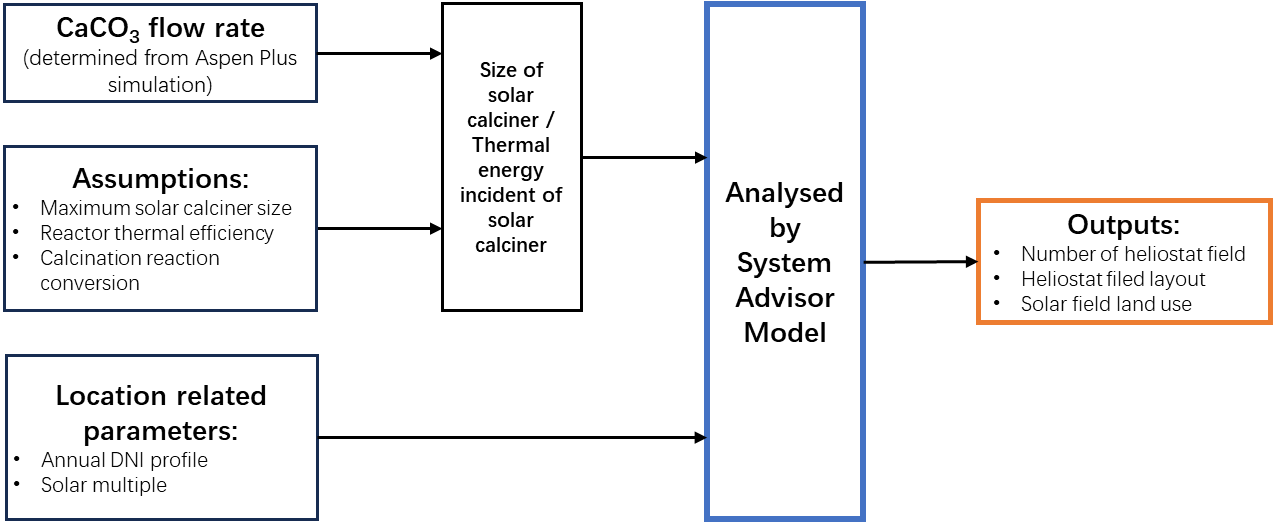 CaCO₃ flow rate
(determined from Aspen Plus
simulation)
Assumptions:
• Maximum solar calciner size
• Reactor thermal efficiency
• Calcination reaction
conversion
Location related
parameters:
• Annual DNI profile
• Solar multiple
Size of
solar
calciner /
Thermal
energy
incident of
solar
calciner
Analysed
by
System
Advisor
Model
Outputs:
• Number of heliostat field
• Heliostat filed layout
• Solar field land use